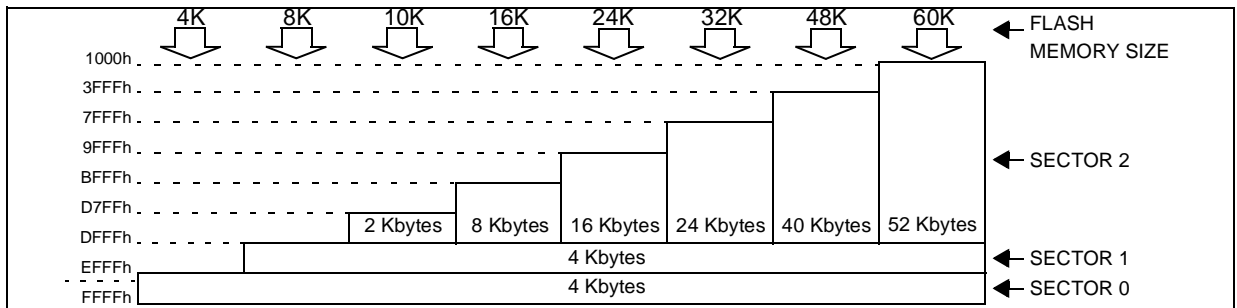 4K 8K 10K 16K 24K 32K 48K 60K
FLASH
MEMORY SIZE
1000h
3FFFh
7FFFh
9FFFh
SECTOR 2
BFFFh
D7FFh
2 Kbytes 8 Kbytes 16 Kbytes 24 Kbytes 40 Kbytes 52 Kbytes
DFFFh
4 Kbytes
SECTOR 1
EFFFh
4 Kbytes
SECTOR 0
FFFFh